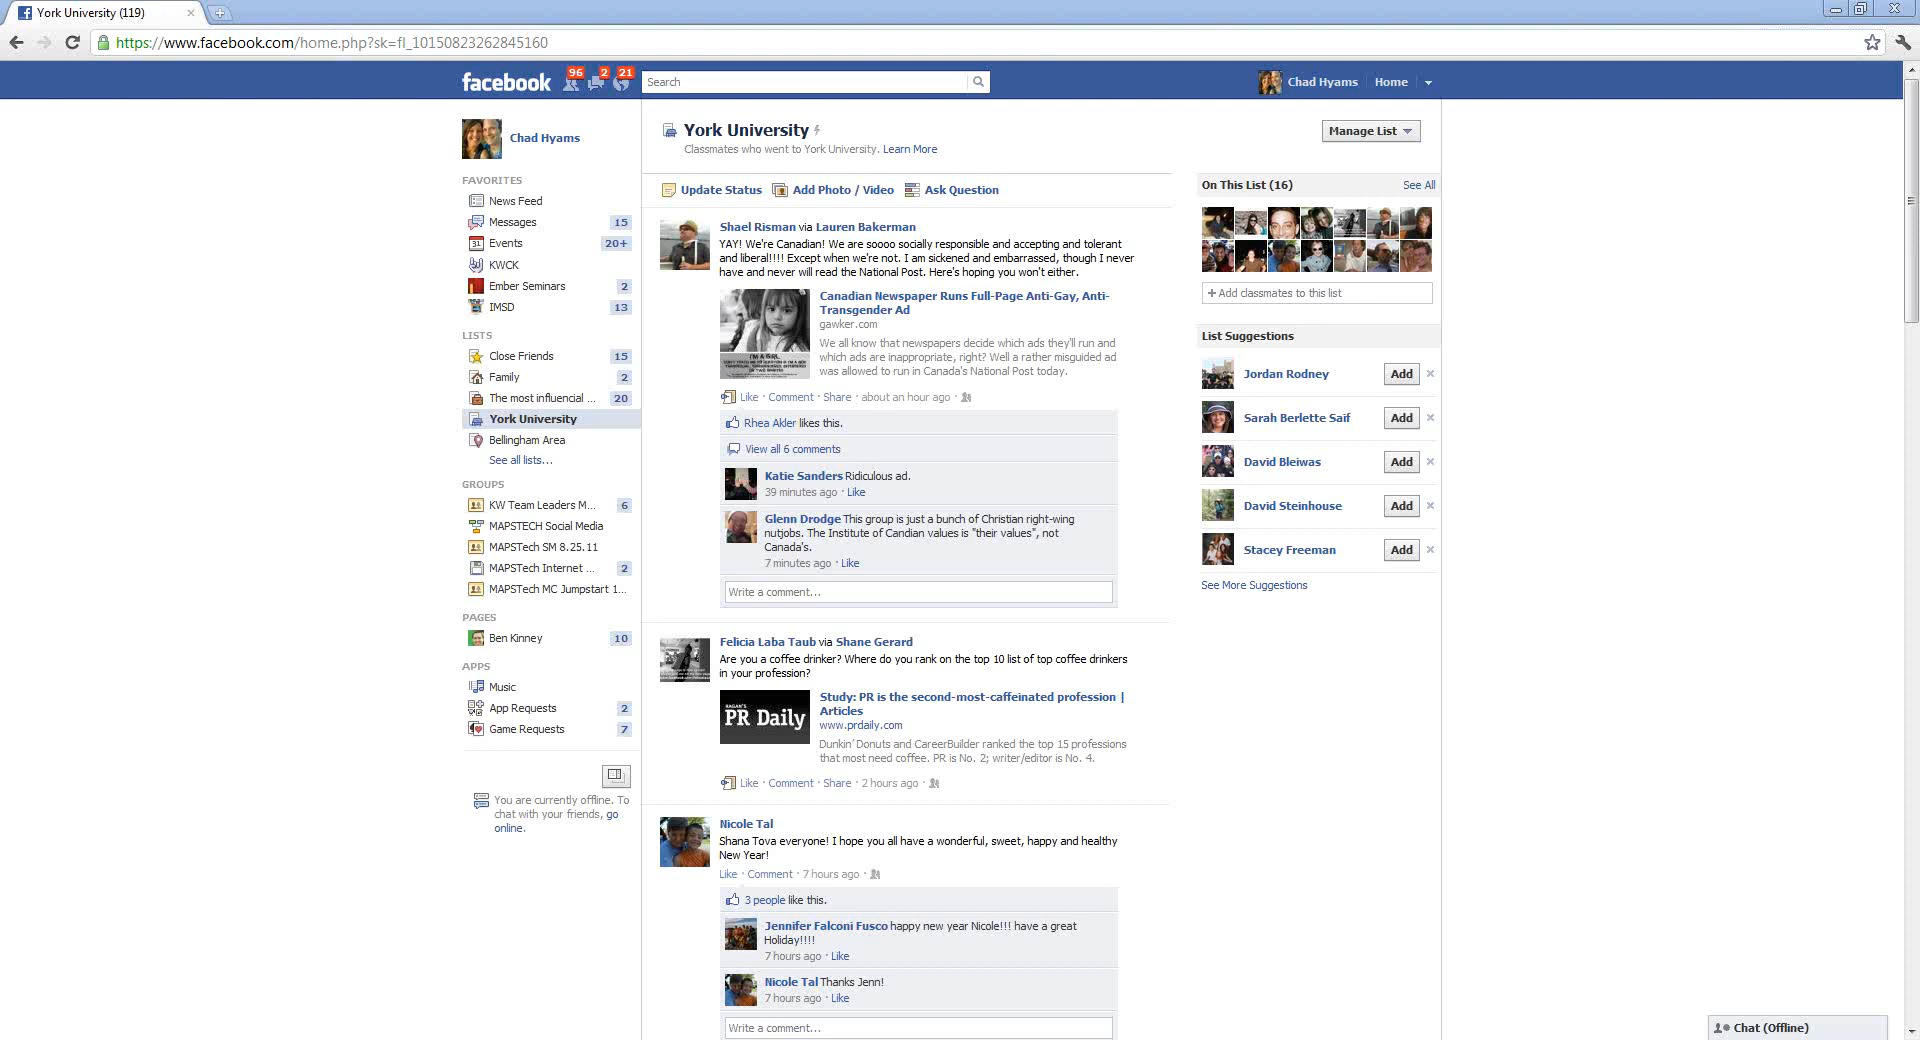 York University (119)
https://www.facebook.com/home.php?sk=fl_10150823262845160
facebook
96
2
21
Search
Chad Hyams
Home
Chad Hyams
FAVORITES
News Feed
Messages 15
Events 20+
KWCK
Ember Seminars 2
IMSD 13
LISTS
Close Friends 15
Family 2
The most influential ... 20
York University
Bellingham Area
See all lists...
GROUPS
KW Team Leaders M... 6
MAPSTECH Social Media
MAPSTech SM 8.25.11
MAPSTech Internet ... 2
MAPSTech MC Jumpstart 1...
PAGES
Ben Kinney 10
APPS
Music
App Requests 2
Game Requests 7
You are currently offline. To
chat with your friends, go
online.
York University
Classmates who went to York University. Learn More
Manage List
Update Status Add Photo / Video Ask Question
Shael Risman via Lauren Bakerman
YAY! We're Canadian! We are soooo socially responsible and accepting and tolerant
and liberal!!!! Except when we're not. I am sickened and embarrassed, though I never
have and never will read the National Post. Here's hoping you won't either.
I'M A GIRL.
Canadian Newspaper Runs Full-Page Anti-Gay, Anti-
Transgender Ad
gawker.com
We all know that newspapers decide which ads they'll run and
which ads are inappropriate, right? Well a rather misguided ad
was allowed to run in Canada's National Post today.
Like · Comment · Share · about an hour ago ·
Rhea Akler likes this.
View all 6 comments
Katie Sanders Ridiculous ad.
39 minutes ago · Like
Glenn Drodge This group is just a bunch of Christian right-wing
nutjobs. The Institute of Candian values is "their values", not
Canada's.
7 minutes ago · Like
Write a comment...
Felicia Laba Taub via Shane Gerard
Are you a coffee drinker? Where do you rank on the top 10 list of top coffee drinkers
in your profession?
RAGAN'S
PR Daily
Study: PR is the second-most-caffeinated profession |
Articles
www.prdaily.com
Dunkin' Donuts and CareerBuilder ranked the top 15 professions
that most need coffee. PR is No. 2; writer/editor is No. 4.
Like · Comment · Share · 2 hours ago ·
Nicole Tal
Shana Tova everyone! I hope you all have a wonderful, sweet, happy and healthy
New Year!
Like · Comment · 7 hours ago ·
3 people like this.
Jennifer Falconi Fusco happy new year Nicole!!! have a great
Holiday!!!!
7 hours ago · Like
Nicole Tal Thanks Jenn!
7 hours ago · Like
Write a comment...
On This List (16) See All
+ Add classmates to this list
List Suggestions
Jordan Rodney Add
Sarah Berlette Saif Add
David Bleiwas Add
David Steinhouse Add
Stacey Freeman Add
See More Suggestions
Chat (Offline)